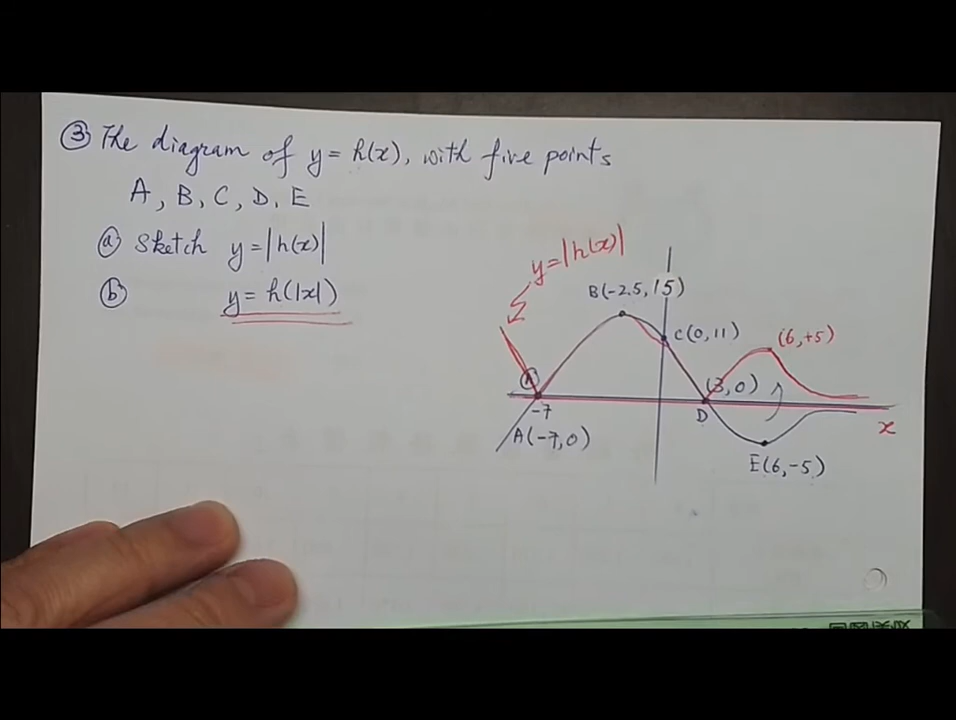 ③ The diagram of y = h(x), with five points
A, B, C, D, E
ⓐ Sketch y = |h(x)|
ⓑ y = h(|x|)
y = |h(x)|
B(-2.5, 15)
C(0, 11)
(6, +5)
Ⓐ
(3, 0)
-7
D
x
A(-7, 0)
E(6, -5)